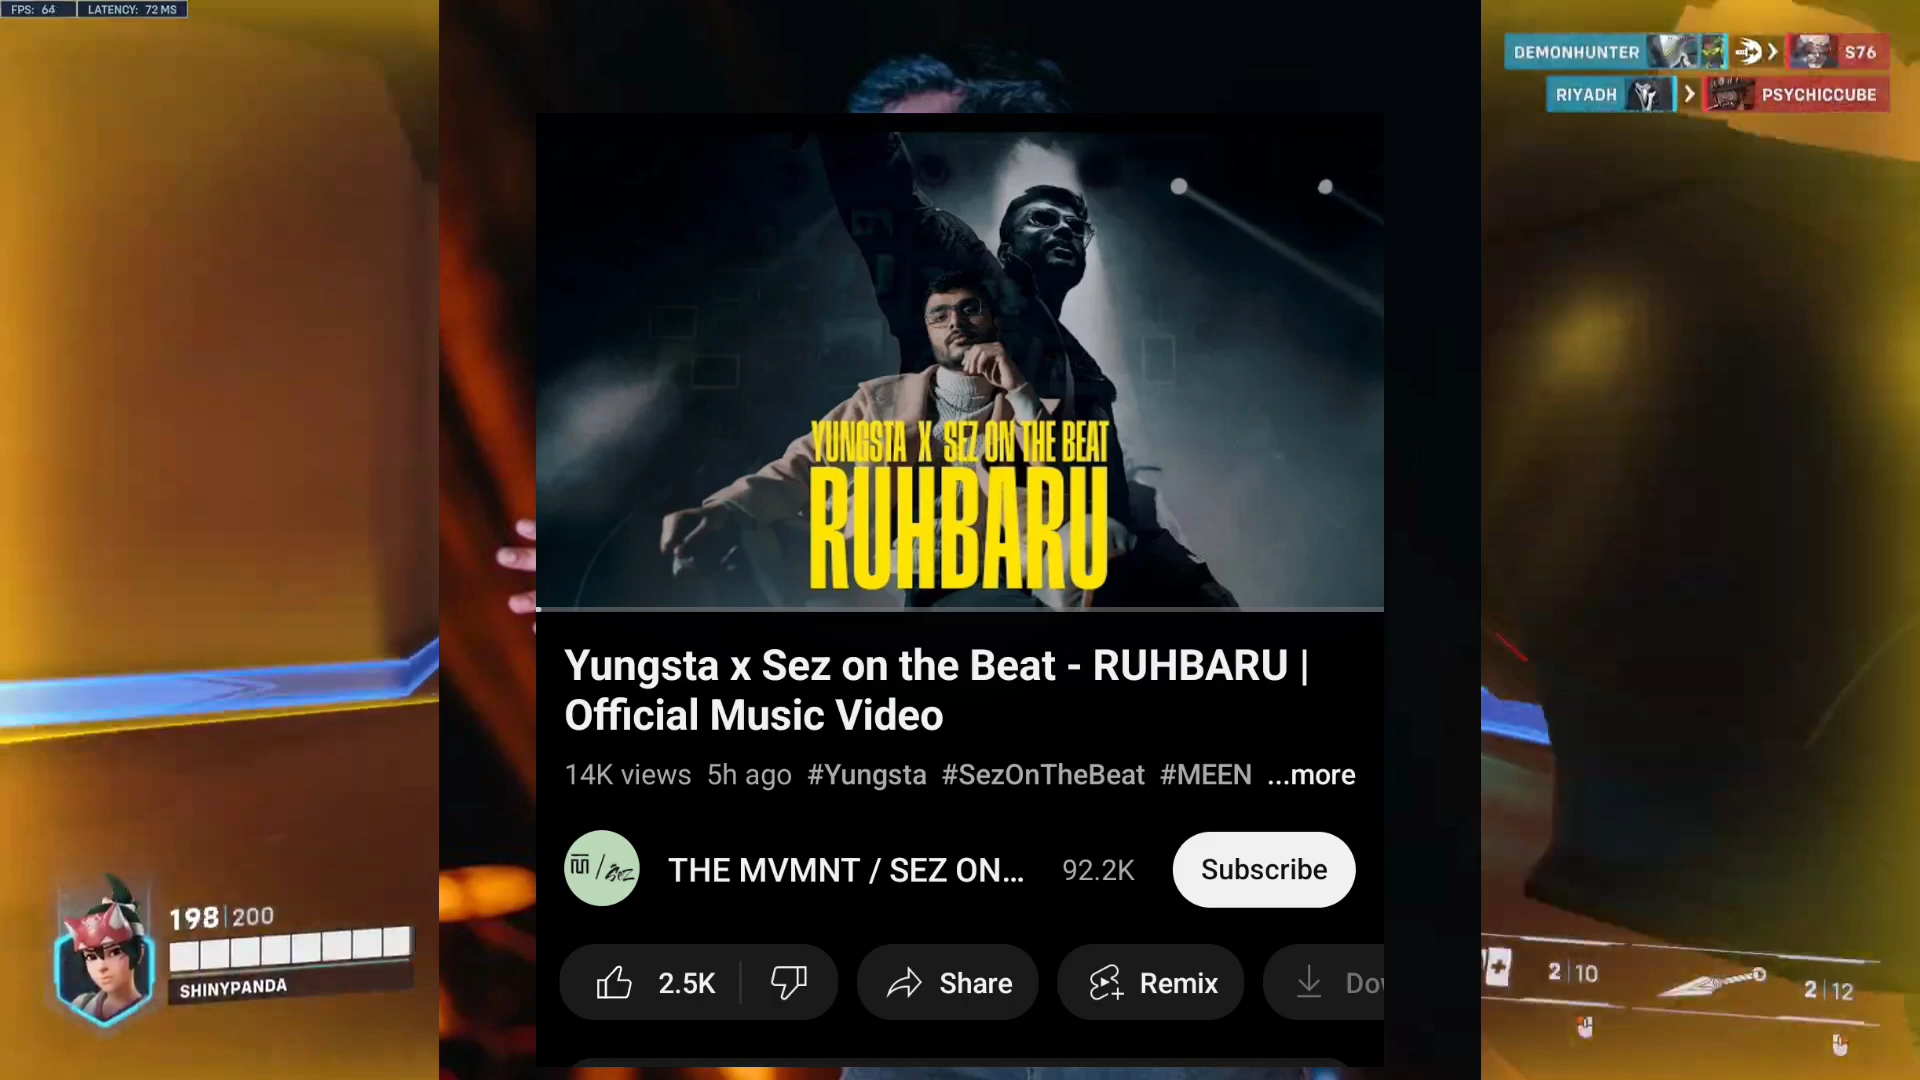 FPS: 64 LATENCY: 72 MS
DEMONHUNTER S76
RIYADH PSYCHICCUBE
YUNGSTA X SEZ ON THE BEAT
RUHBARU
Yungsta x Sez on the Beat - RUHBARU |
Official Music Video
14K views 5h ago #Yungsta #SezOnTheBeat #MEEN ...more
THE MVMNT / SEZ ON... 92.2K Subscribe
2.5K Share Remix Dow
198 | 200
SHINYPANDA
2 | 10
2 | 12